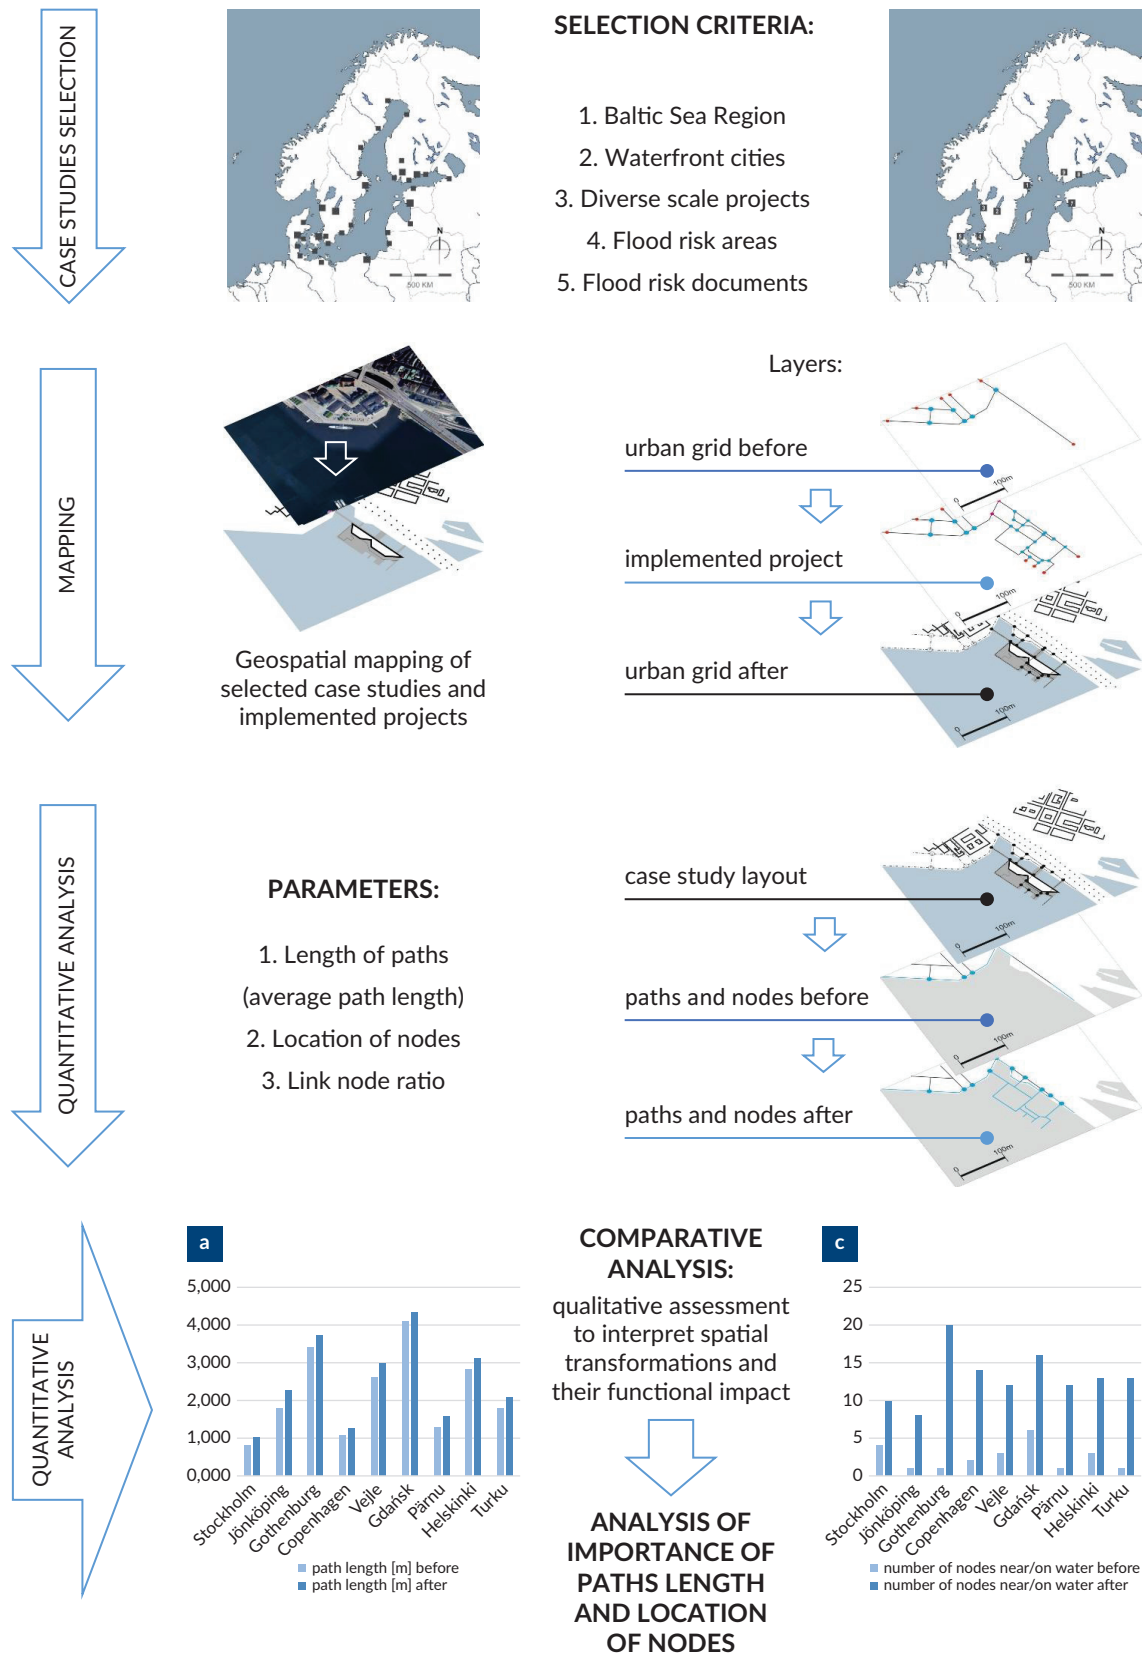 CASE STUDIES SELECTION
N
500 KM
SELECTION CRITERIA:
1. Baltic Sea Region
2. Waterfront cities
3. Diverse scale projects
4. Flood risk areas
5. Flood risk documents
N
500 KM
MAPPING
Geospatial mapping of
selected case studies and
implemented projects
Layers:
urban grid before
implemented project
urban grid after
0 100m
0 100m
0 100m
QUANTITATIVE ANALYSIS
PARAMETERS:
1. Length of paths
(average path length)
2. Location of nodes
3. Link node ratio
case study layout
paths and nodes before
paths and nodes after
0 100m
0 100m
0 100m
QUANTITATIVE
ANALYSIS
a
5,000
4,000
3,000
2,000
1,000
0,000
Stockholm
Jönköping
Gothenburg
Copenhagen
Vejle
Gdańsk
Pärnu
Helsinki
Turku
path length [m] before
path length [m] after
COMPARATIVE
ANALYSIS:
qualitative assessment
to interpret spatial
transformations and
their functional impact
ANALYSIS OF
IMPORTANCE OF
PATHS LENGTH
AND LOCATION
OF NODES
c
25
20
15
10
5
0
Stockholm
Jönköping
Gothenburg
Copenhagen
Vejle
Gdańsk
Pärnu
Helsinki
Turku
number of nodes near/on water before
number of nodes near/on water after